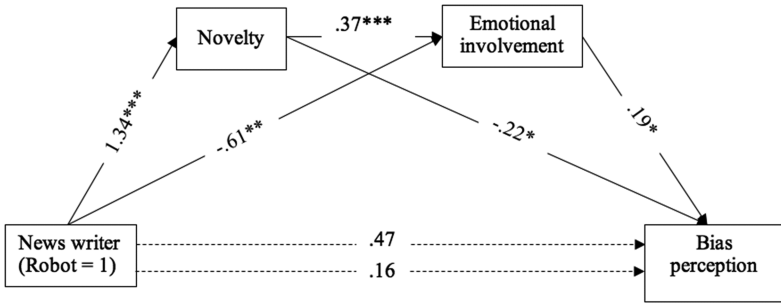 Novelty
.37***
Emotional
involvement
1.34***
-.61**
-.22*
.19*
News writer
(Robot = 1)
.47
.16
Bias
perception